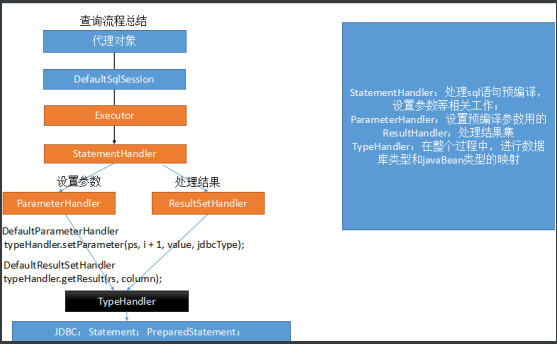 查询流程总结
代理对象
DefaultSqlSession
Executor
StatementHandler
设置参数
处理结果
ParameterHandler
ResultSetHandler
DefaultParameterHandler
typeHandler.setParameter(ps, i + 1, value, jdbcType);
DefaultResultSetHandler
typeHandler.getResult(rs, column);
TypeHandler
JDBC：Statement：PreparedStatement：
StatementHandler：处理sql语句预编译，
设置参数等相关工作；
ParameterHandler：设置预编译参数用的
ResultHandler：处理结果集
TypeHandler：在整个过程中，进行数据
库类型和javaBean类型的映射